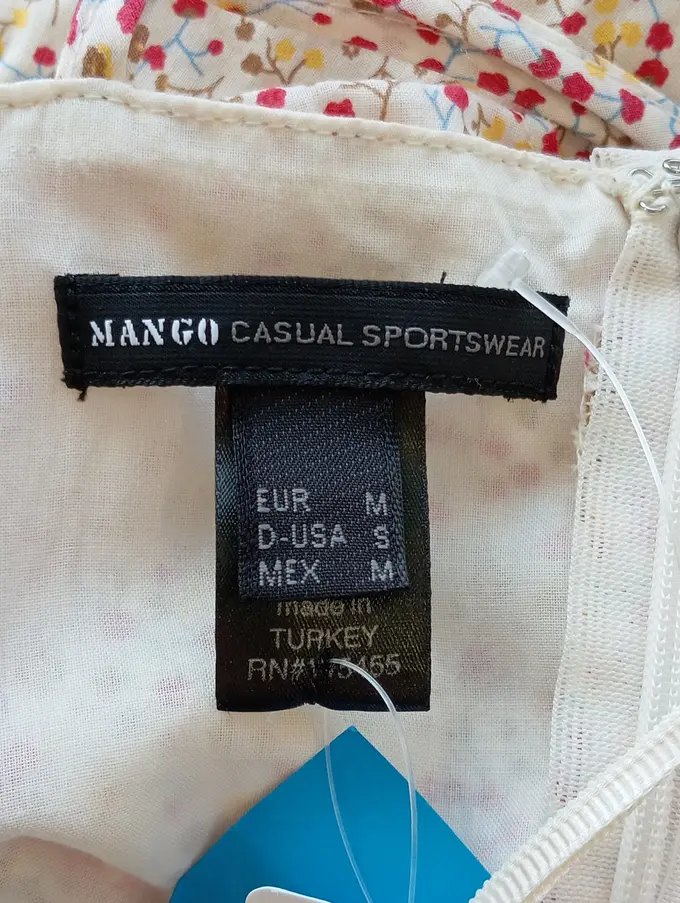 MANGO CASUAL SPORTSWEAR
EUR M
D-USA S
MEX M
made in
TURKEY